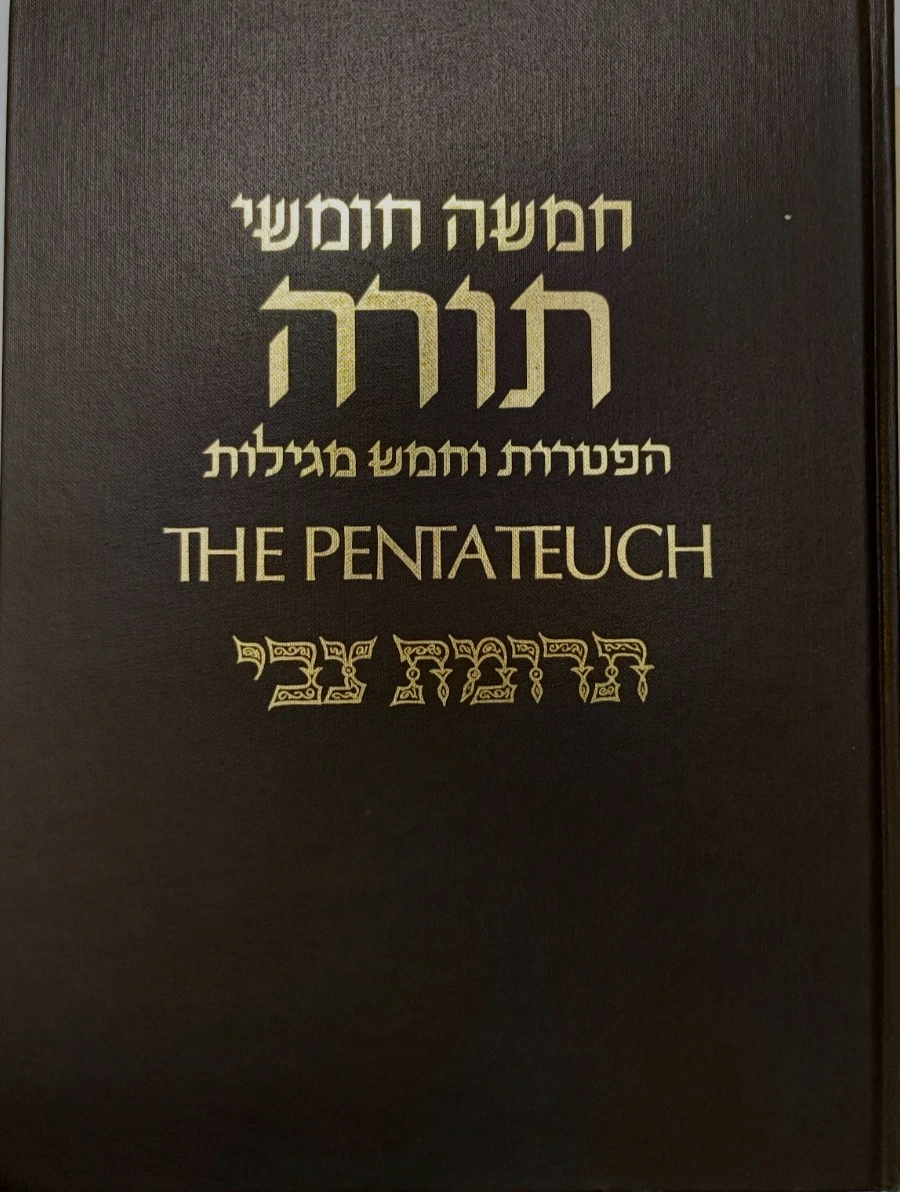 חמשה חומשי
תורה
הפטרות וחמש מגילות
THE PENTATEUCH
תרומת צבי